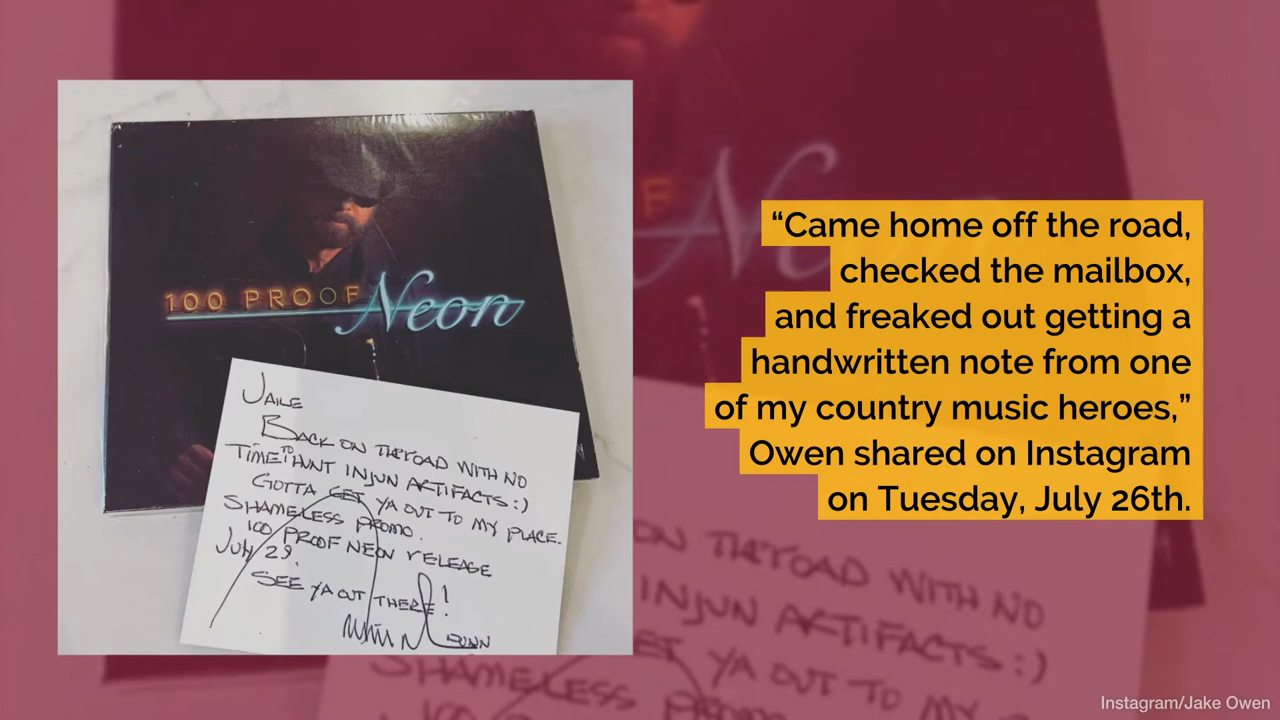 100 PROOF Neon
JAKE
BACK ON THE ROAD WITH NO
TIME TO HUNT INJUN ARTIFACTS :)
GOTTA GET YA OUT TO MY PLACE.
SHAMELESS PROMO.
100 PROOF NEON RELEASE
JULY 29.
SEE YA OUT THERE!
DUNN
“Came home off the road,
checked the mailbox,
and freaked out getting a
handwritten note from one
of my country music heroes,”
Owen shared on Instagram
on Tuesday, July 26th.
Instagram/Jake Owen